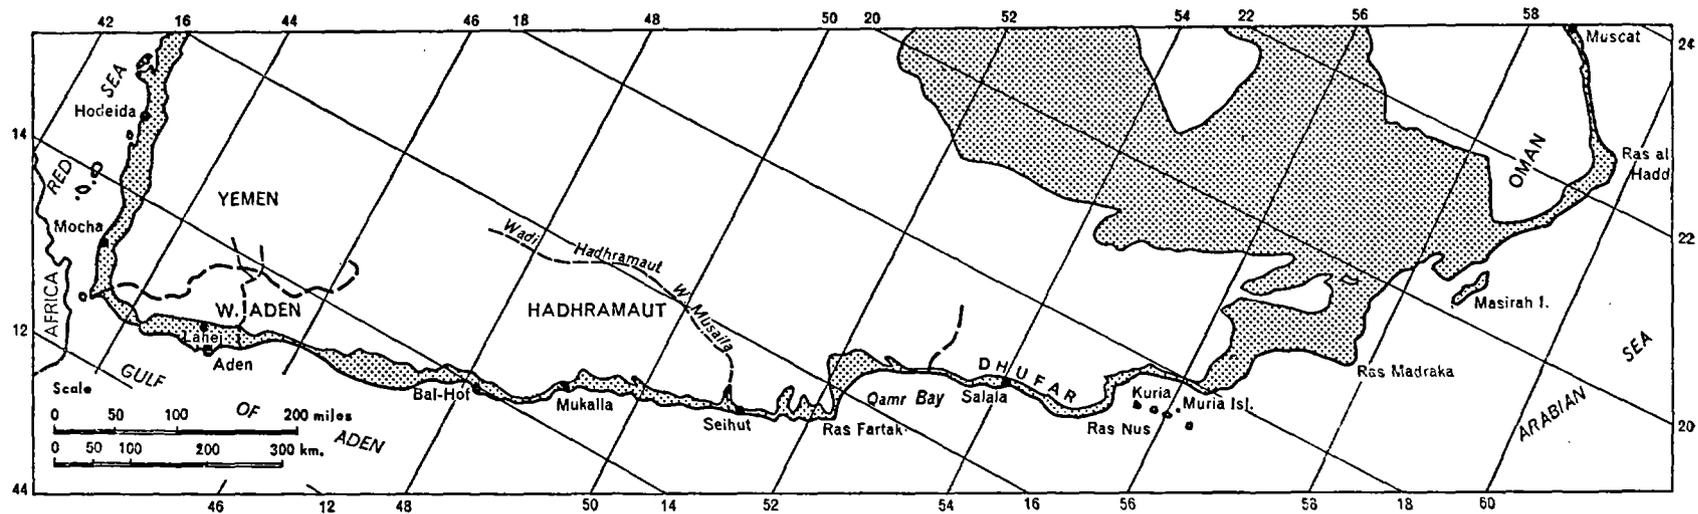 42 16 44 46 18 48 50 20 52 54 22 56 58
Muscat
24
SEA
Hodeida
14
RED
OMAN
Ras al
Hadd
YEMEN
Mocha
Wadi Hadhramaut
W. Masaila
22
AFRICA
W. ADEN
HADHRAMAUT
Masirah I.
12
Lahej
Aden
SEA
GULF
DHUFAR
Ras Madraka
Scale
Bal-Hof
Mukalla
Qamr Bay
Salala
Kuria
Muria Isl.
ARABIAN
0 50 100 200 miles
OF
Seihut
Ras Fartak
Ras Nus
20
ADEN
0 50 100 200 300 km.
44
46 12 48 50 14 52 54 16 56 58 18 60